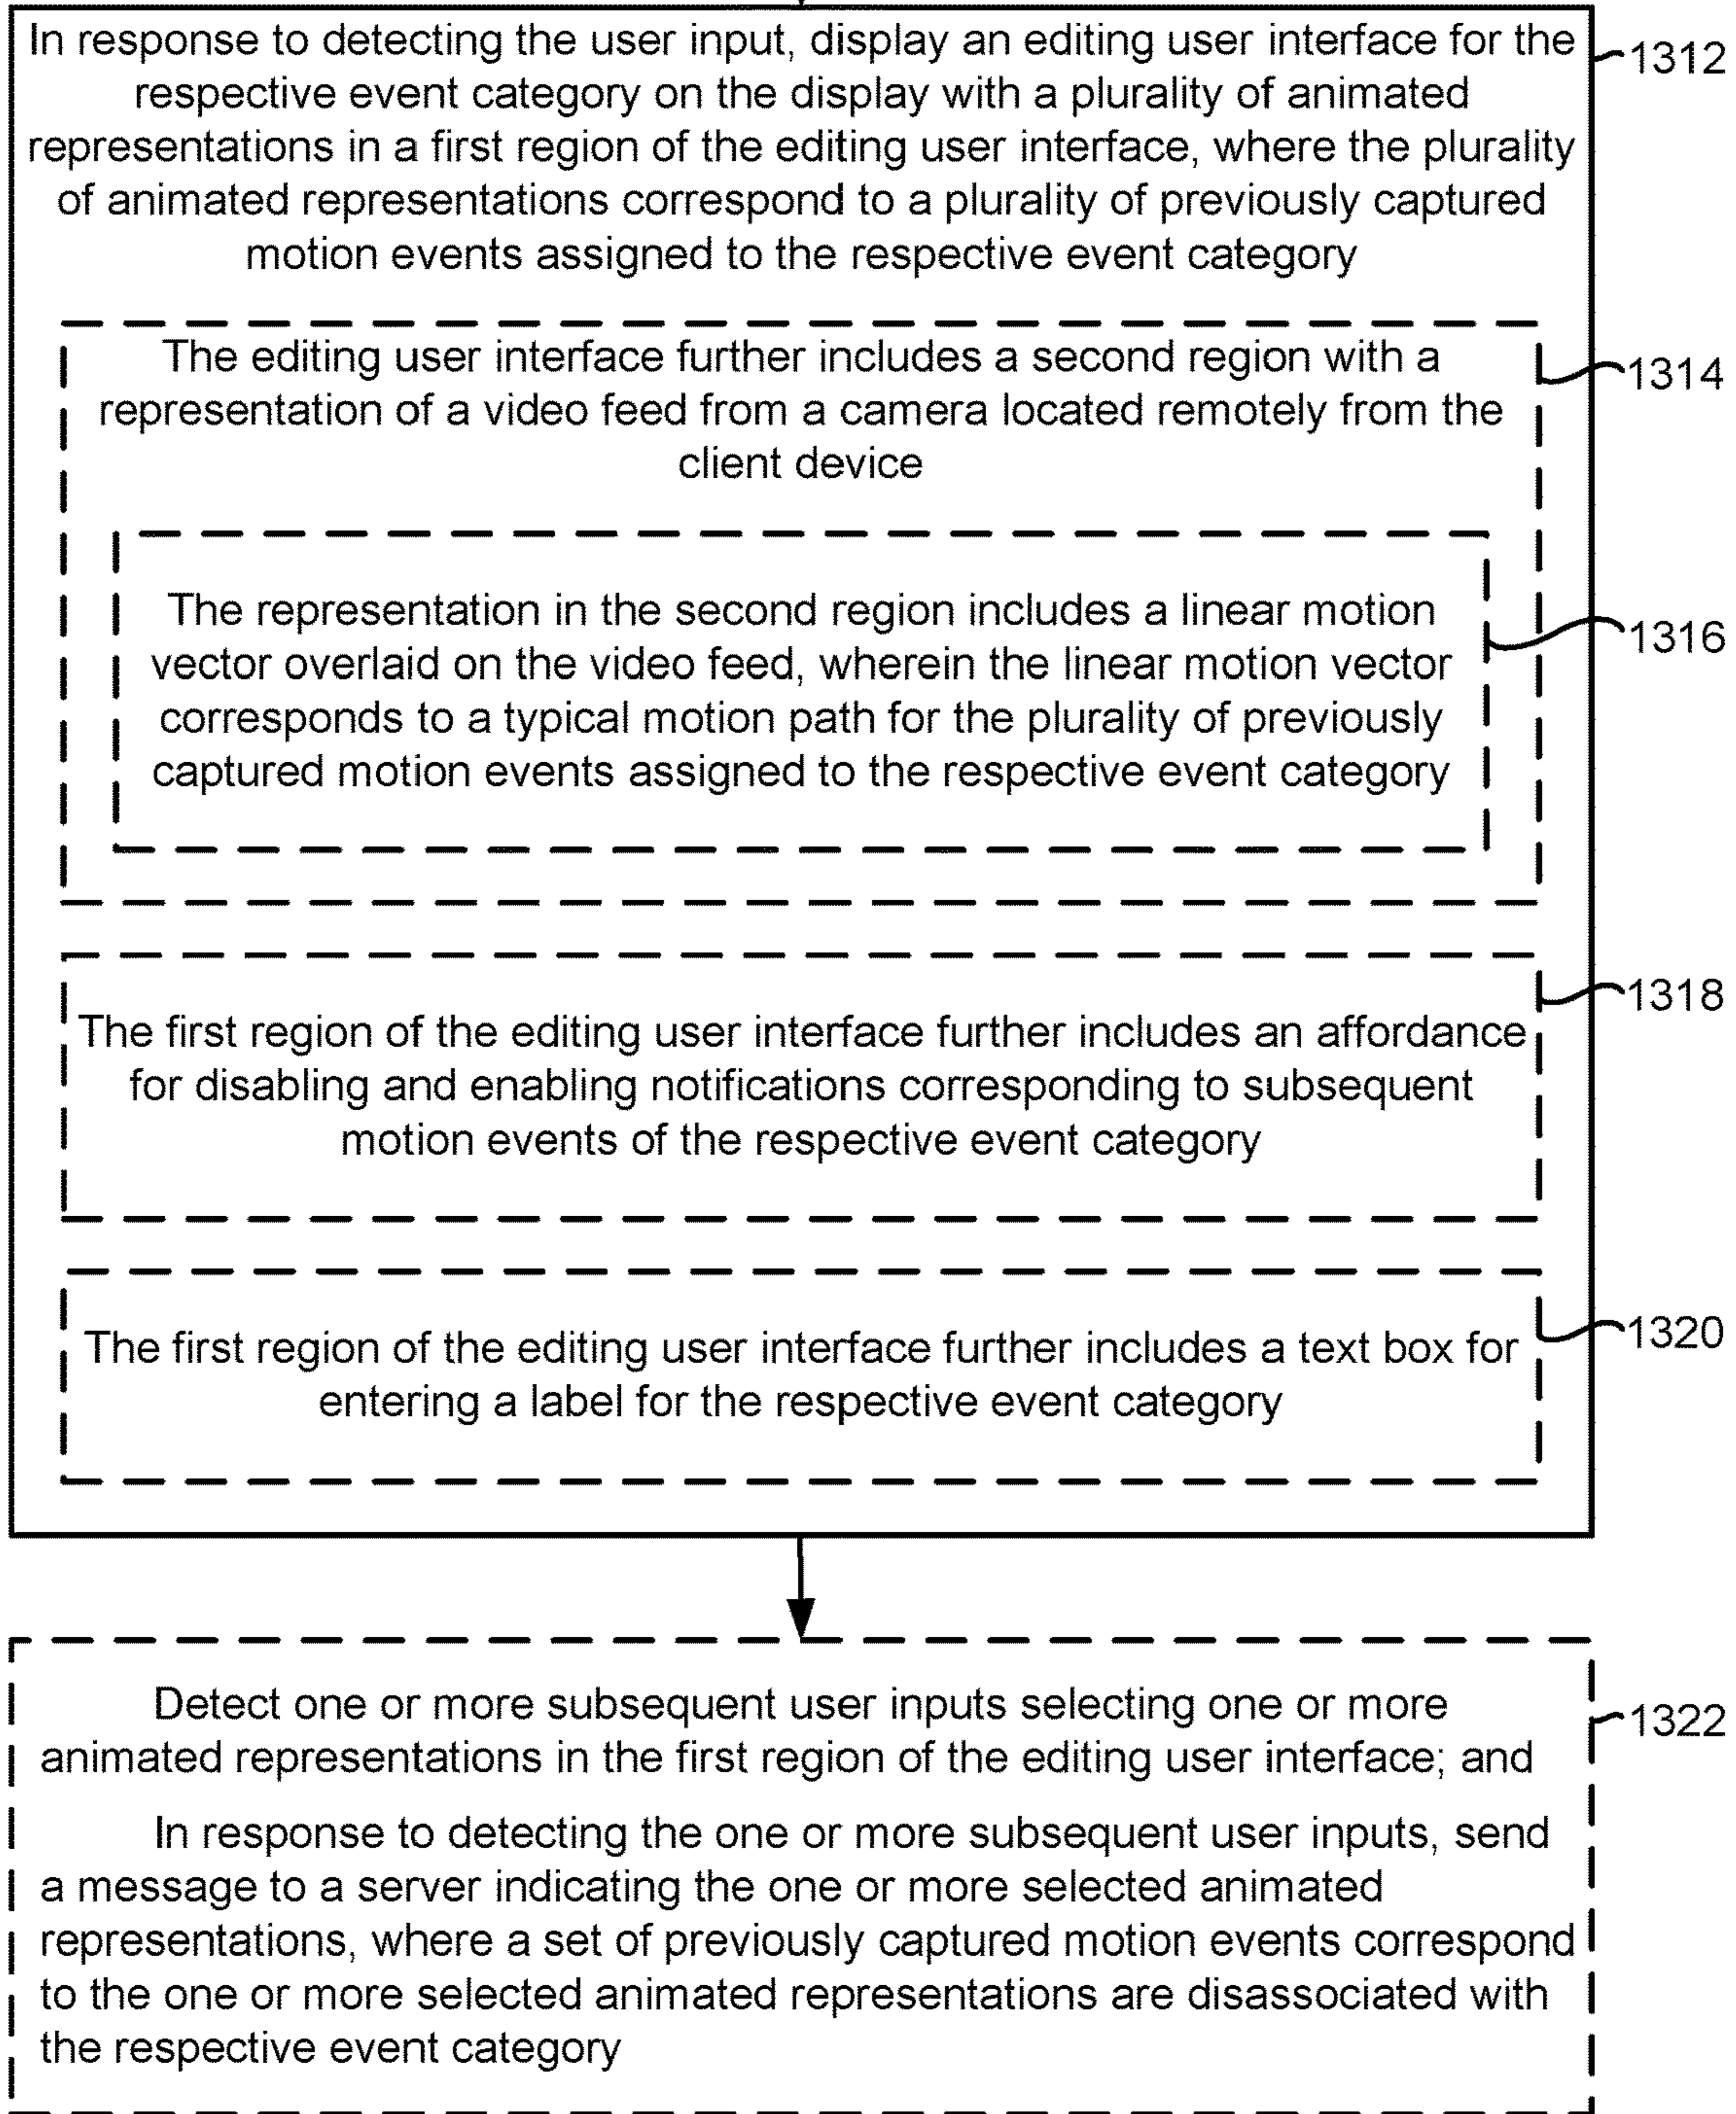 In response to detecting the user input, display an editing user interface for the
respective event category on the display with a plurality of animated
representations in a first region of the editing user interface, where the plurality
of animated representations correspond to a plurality of previously captured
motion events assigned to the respective event category
1312
The editing user interface further includes a second region with a
representation of a video feed from a camera located remotely from the
client device
1314
The representation in the second region includes a linear motion
vector overlaid on the video feed, wherein the linear motion vector
corresponds to a typical motion path for the plurality of previously
captured motion events assigned to the respective event category
1316
The first region of the editing user interface further includes an affordance
for disabling and enabling notifications corresponding to subsequent
motion events of the respective event category
1318
The first region of the editing user interface further includes a text box for
entering a label for the respective event category
1320
Detect one or more subsequent user inputs selecting one or more
animated representations in the first region of the editing user interface; and
In response to detecting the one or more subsequent user inputs, send
a message to a server indicating the one or more selected animated
representations, where a set of previously captured motion events correspond
to the one or more selected animated representations are disassociated with
the respective event category
1322